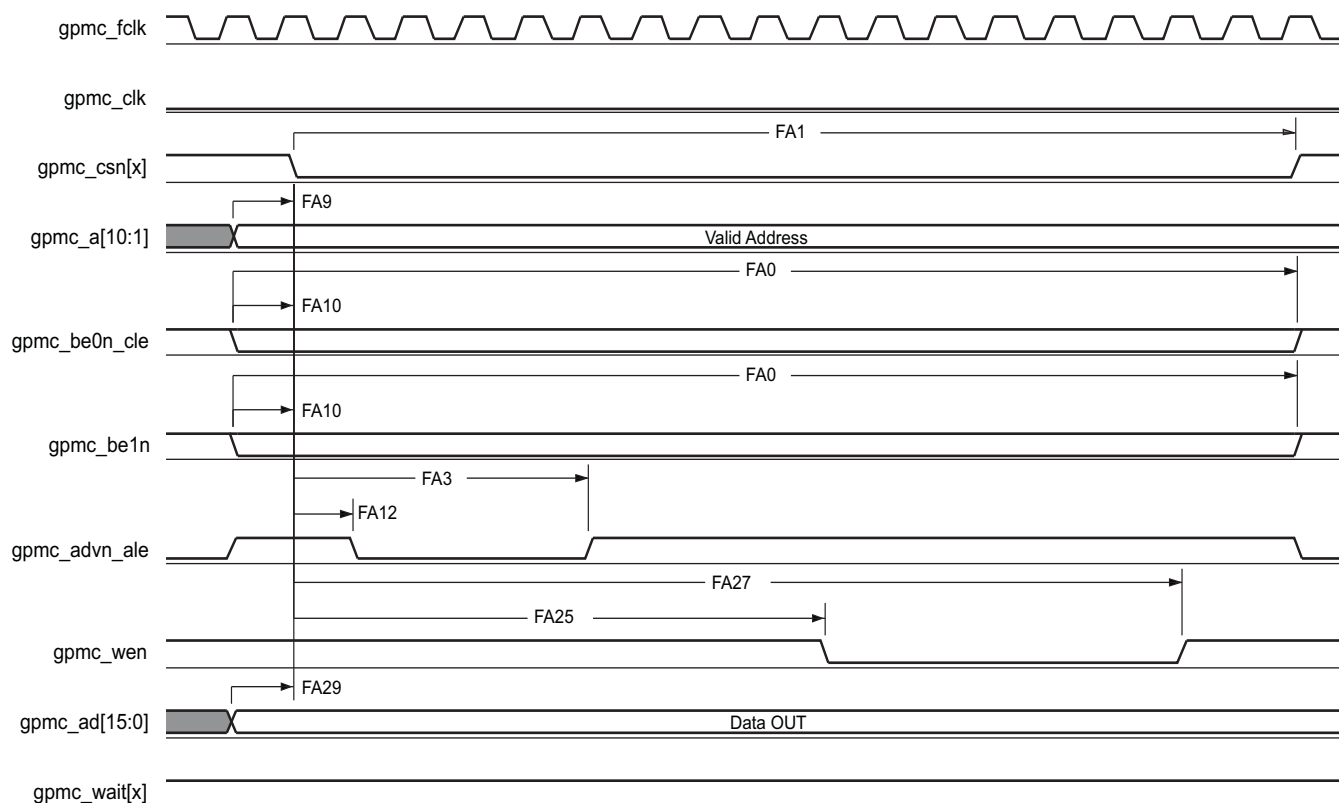 gpmc_fclk
gpmc_clk
FA1
gpmc_csn[x]
FA9
gpmc_a[10:1]
Valid Address
FA0
FA10
gpmc_be0n_cle
FA0
FA10
gpmc_be1n
FA3
FA12
gpmc_advn_ale
FA27
FA25
gpmc_wen
FA29
gpmc_ad[15:0]
Data OUT
gpmc_wait[x]